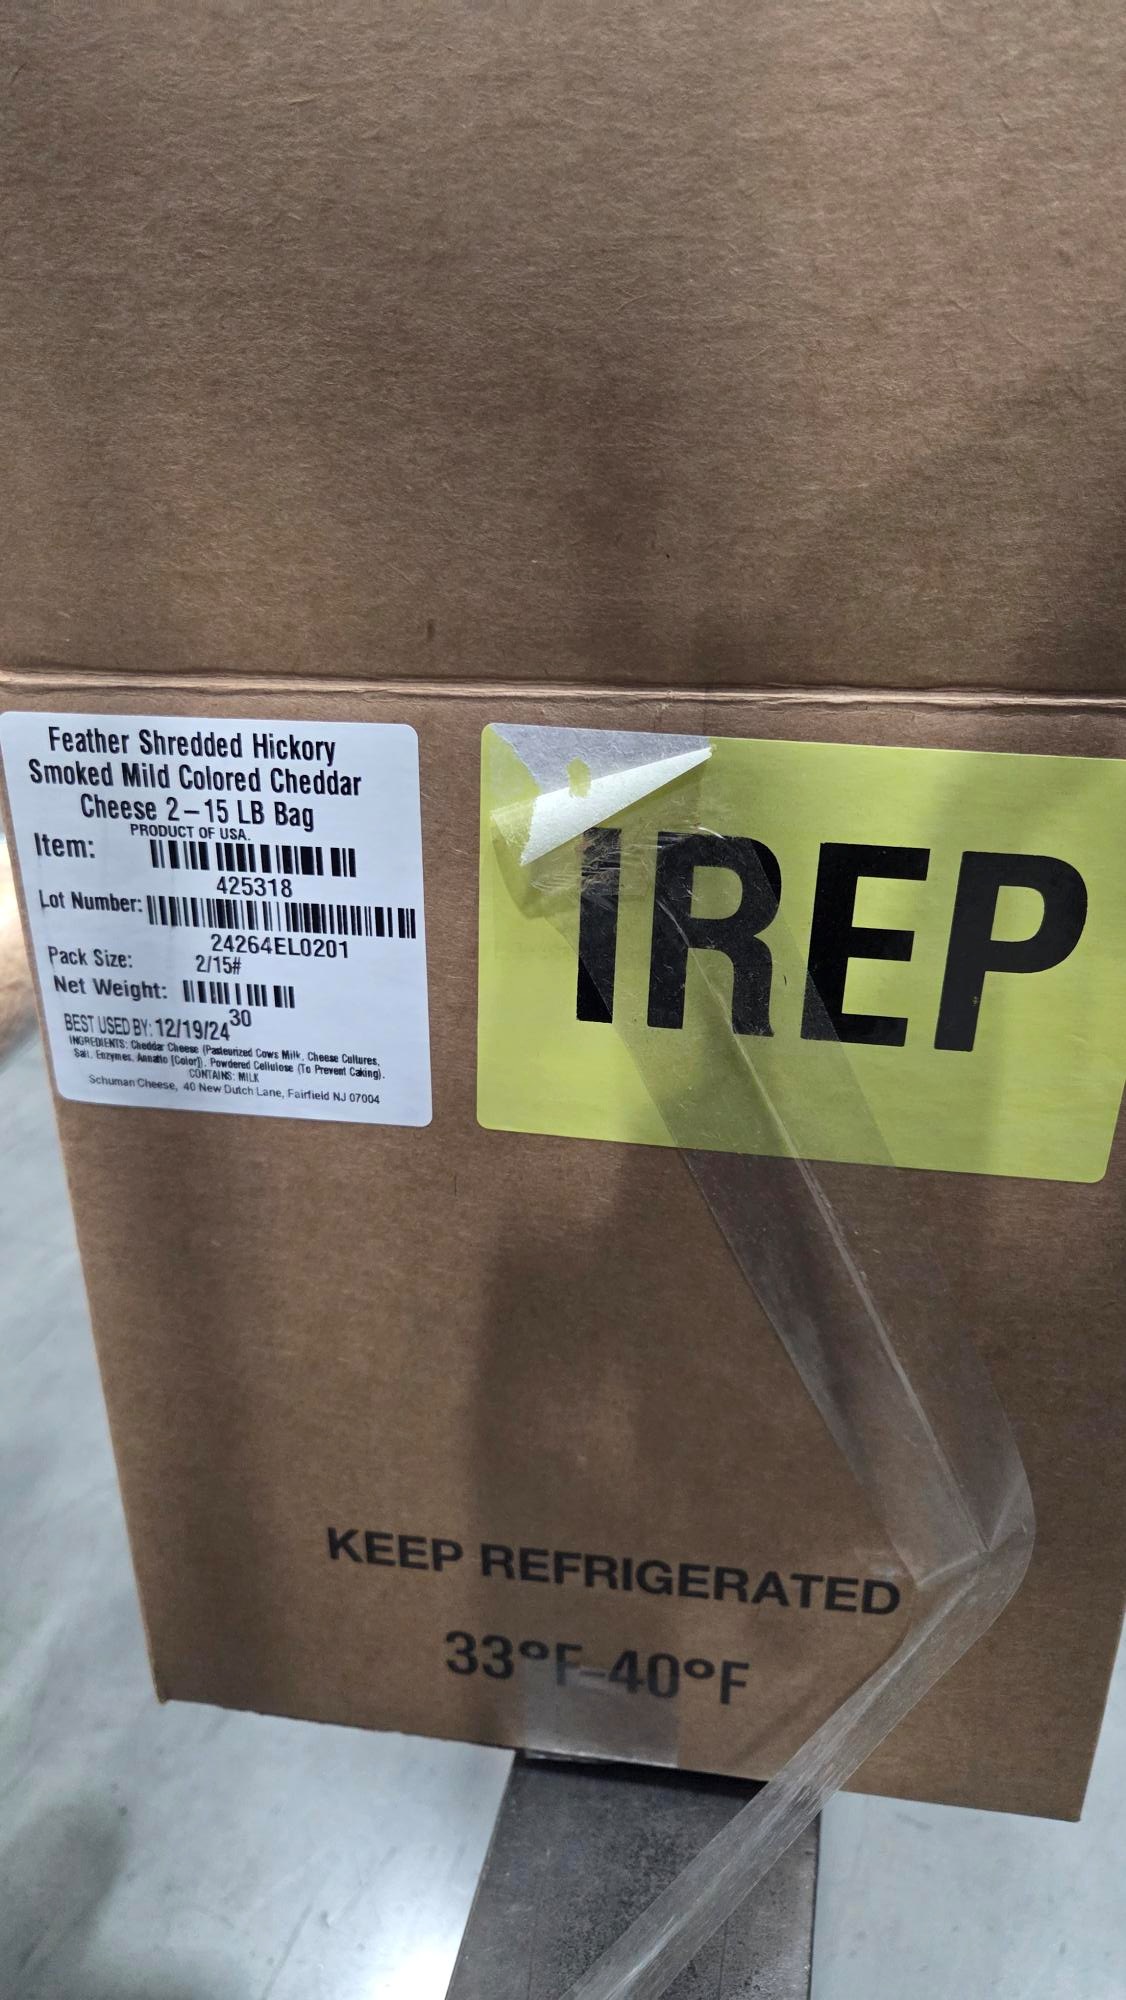 Feather Shredded Hickory
Smoked Mild Colored Cheddar
Cheese 2-15 LB Bag
PRODUCT OF USA.
Item:
425318
Lot Number:
24264EL0201
Pack Size: 2/15#
Net Weight:
30
BEST USED BY: 12/19/24
INGREDIENTS: Cheddar Cheese (Pasteurized Cows Milk, Cheese Cultures,
Salt, Enzymes, Annatto [Color]), Powdered Cellulose (To Prevent Caking).
CONTAINS: MILK
Schuman Cheese, 40 New Dutch Lane, Fairfield NJ 07004
IREP
KEEP REFRIGERATED
33°F-40°F